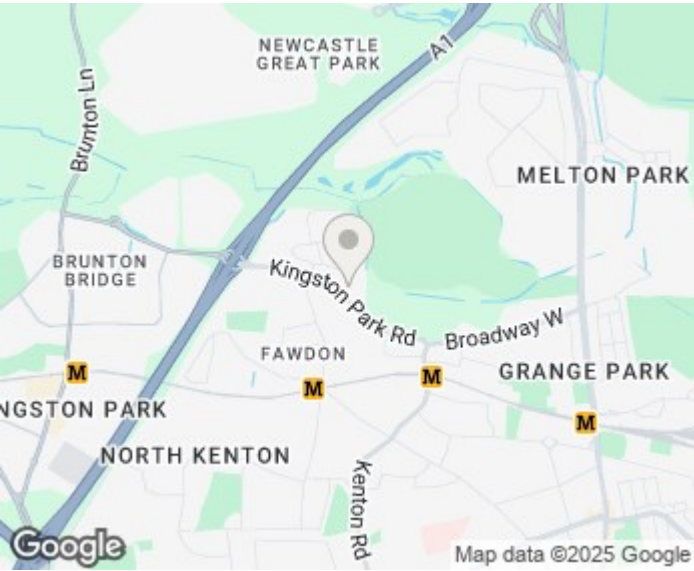 NEWCASTLE
GREAT PARK
A1
Brunton Ln
MELTON PARK
BRUNTON
BRIDGE
Kingston Park Rd
Broadway W
FAWDON
M
M
GRANGE PARK
M
NGSTON PARK
M
NORTH KENTON
Kenton Rd
Google
Map data ©2025 Google